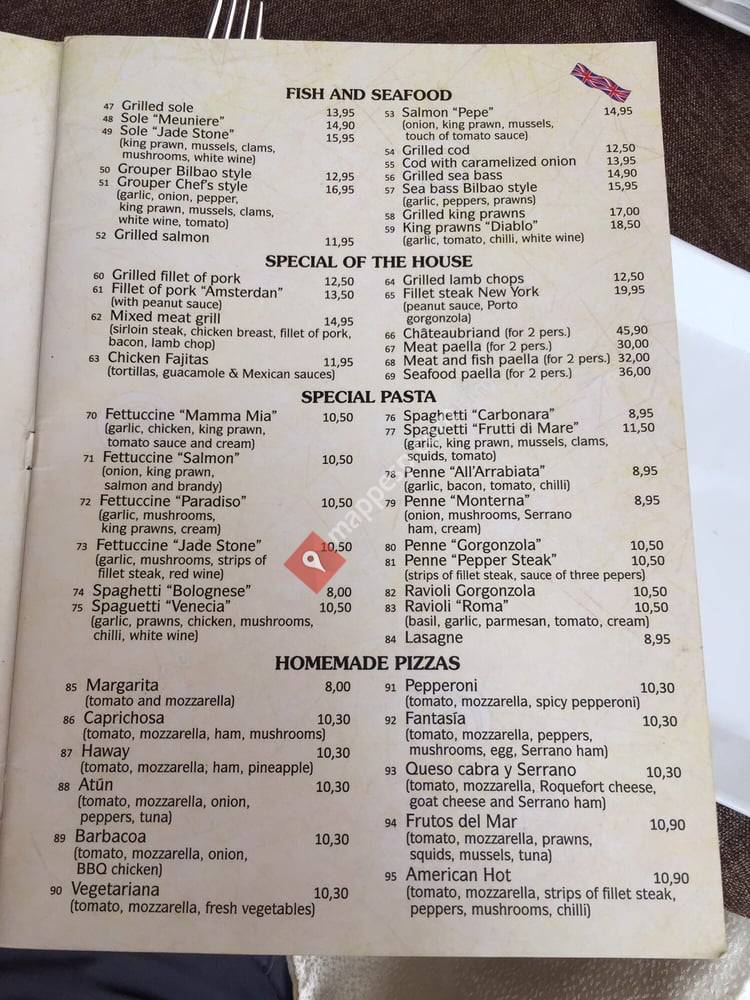 FISH AND SEAFOOD
47 Grilled sole 13,95
48 Sole "Meuniere" 14,90
49 Sole "Jade Stone" 15,95
(king prawn, mussels, clams,
mushrooms, white wine)
50 Grouper Bilbao style 12,95
51 Grouper Chef's style 16,95
(garlic, onion, pepper,
king prawn, mussels, clams,
white wine, tomato)
52 Grilled salmon 11,95
53 Salmon "Pepe" 14,95
(onion, king prawn, mussels,
touch of tomato sauce)
54 Grilled cod 12,50
55 Cod with caramelized onion 13,95
56 Grilled sea bass 14,90
57 Sea bass Bilbao style 15,95
(garlic, peppers, prawns)
58 Grilled king prawns 17,00
59 King prawns "Diablo" 18,50
(garlic, tomato, chilli, white wine)
SPECIAL OF THE HOUSE
60 Grilled fillet of pork 12,50
61 Fillet of pork "Amsterdan" 13,50
(with peanut sauce)
62 Mixed meat grill 14,95
(sirloin steak, chicken breast, fillet of pork,
bacon, lamb chop)
63 Chicken Fajitas 11,95
(tortillas, guacamole & Mexican sauces)
64 Grilled lamb chops 12,50
65 Fillet steak New York 19,95
(peanut sauce, Porto
gorgonzola)
66 Châteaubriand (for 2 pers.) 45,90
67 Meat paella (for 2 pers.) 30,00
68 Meat and fish paella (for 2 pers.) 32,00
69 Seafood paella (for 2 pers.) 36,00
SPECIAL PASTA
70 Fettuccine "Mamma Mia" 10,50
(garlic, chicken, king prawn,
tomato sauce and cream)
71 Fettuccine "Salmon" 10,50
(onion, king prawn,
salmon and brandy)
72 Fettuccine "Paradiso" 10,50
(garlic, mushrooms,
king prawns, cream)
73 Fettuccine "Jade Stone" 10,50
(garlic, mushrooms, strips of
fillet steak, red wine)
74 Spaghetti "Bolognese" 8,00
75 Spaguetti "Venecia" 10,50
(garlic, prawns, chicken, mushrooms,
chilli, white wine)
76 Spaghetti "Carbonara" 8,95
77 Spaguetti "Frutti di Mare" 11,50
(garlic, king prawn, mussels, clams,
squids, tomato)
78 Penne "All'Arrabiata" 8,95
(garlic, bacon, tomato, chilli)
79 Penne "Monterna" 8,95
(onion, mushrooms, Serrano
ham, cream)
80 Penne "Gorgonzola" 10,50
81 Penne "Pepper Steak" 10,50
(strips of fillet steak, sauce of three pepers)
82 Ravioli Gorgonzola 10,50
83 Ravioli "Roma" 10,50
(basil, garlic, parmesan, tomato, cream)
84 Lasagne 8,95
HOMEMADE PIZZAS
85 Margarita 8,00
(tomato and mozzarella)
86 Caprichosa 10,30
(tomato, mozzarella, ham, mushrooms)
87 Haway 10,30
(tomato, mozzarella, ham, pineapple)
88 Atún 10,30
(tomato, mozzarella, onion,
peppers, tuna)
89 Barbacoa 10,30
(tomato, mozzarella, onion,
BBQ chicken)
90 Vegetariana 10,30
(tomato, mozzarella, fresh vegetables)
91 Pepperoni 10,30
(tomato, mozzarella, spicy pepperoni)
92 Fantasía 10,30
(tomato, mozzarella, peppers,
mushrooms, egg, Serrano ham)
93 Queso cabra y Serrano 10,30
(tomato, mozzarella, Roquefort cheese,
goat cheese and Serrano ham)
94 Frutos del Mar 10,90
(tomato, mozzarella, prawns,
squids, mussels, tuna)
95 American Hot 10,90
(tomato, mozzarella, strips of fillet steak,
peppers, mushrooms, chilli)